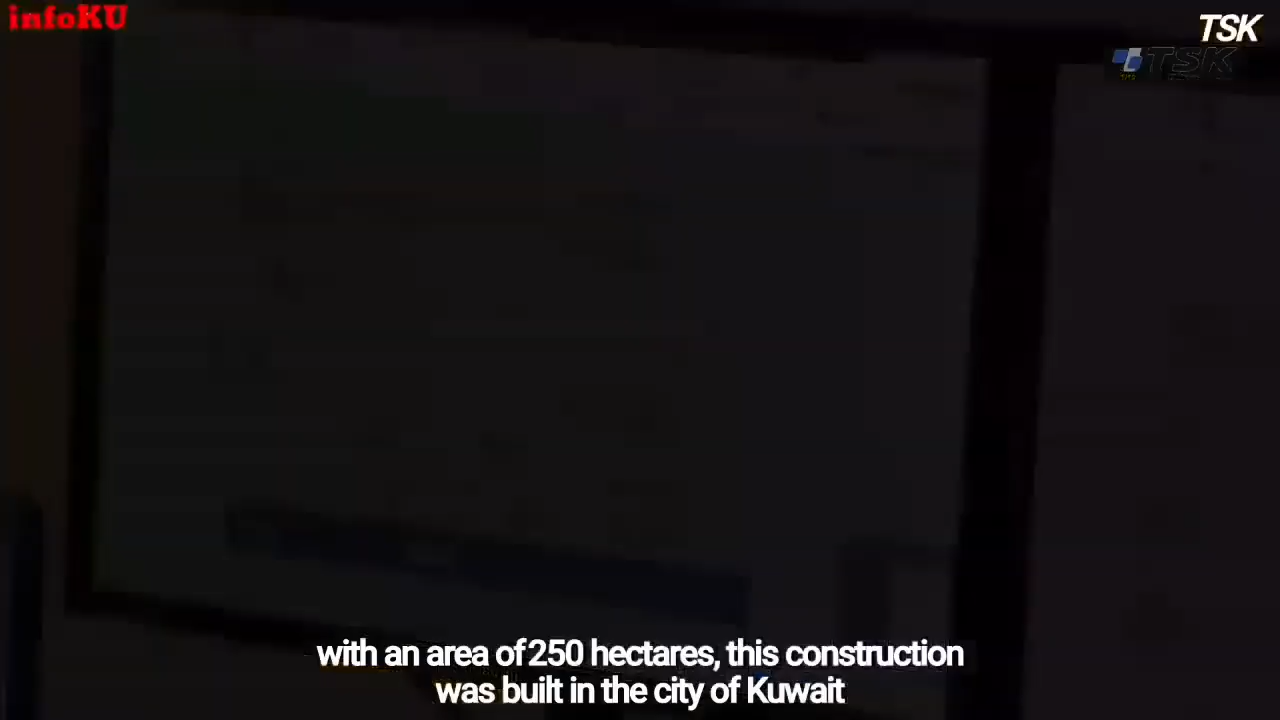 infoKU
TSK
TSK
with an area of 250 hectares, this construction
was built in the city of Kuwait